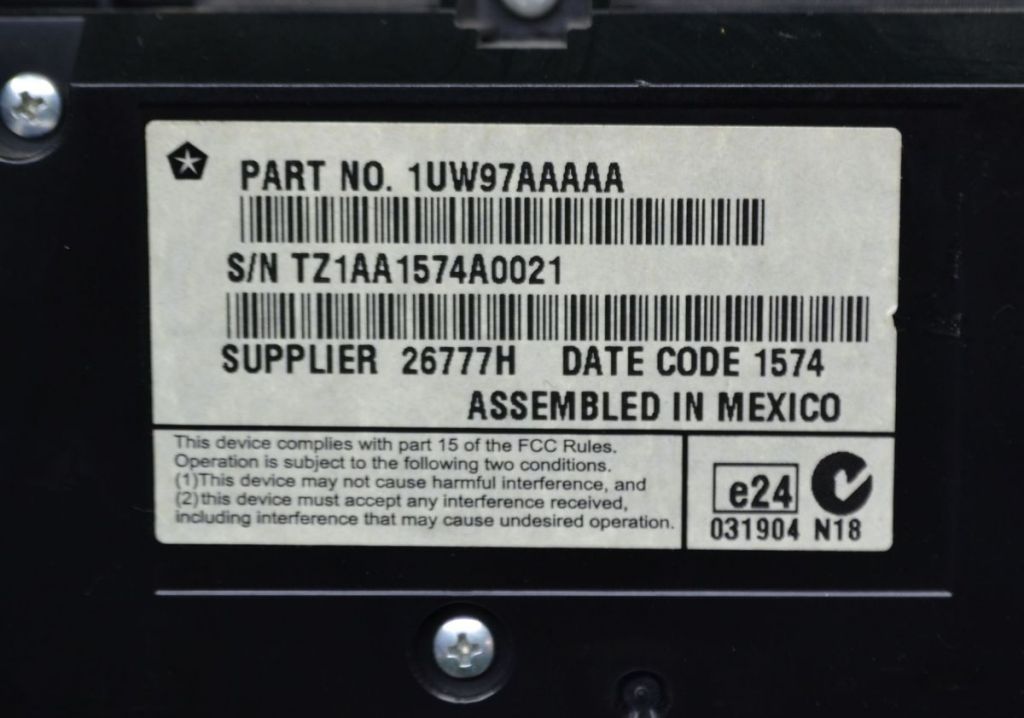 PART NO. 1UW97AAAAA
S/N TZ1AA1574A0021
SUPPLIER 26777H DATE CODE 1574
ASSEMBLED IN MEXICO
This device complies with part 15 of the FCC Rules.
Operation is subject to the following two conditions.
(1)This device may not cause harmful interference, and
(2)this device must accept any interference received,
including interference that may cause undesired operation.
e24
031904 N18